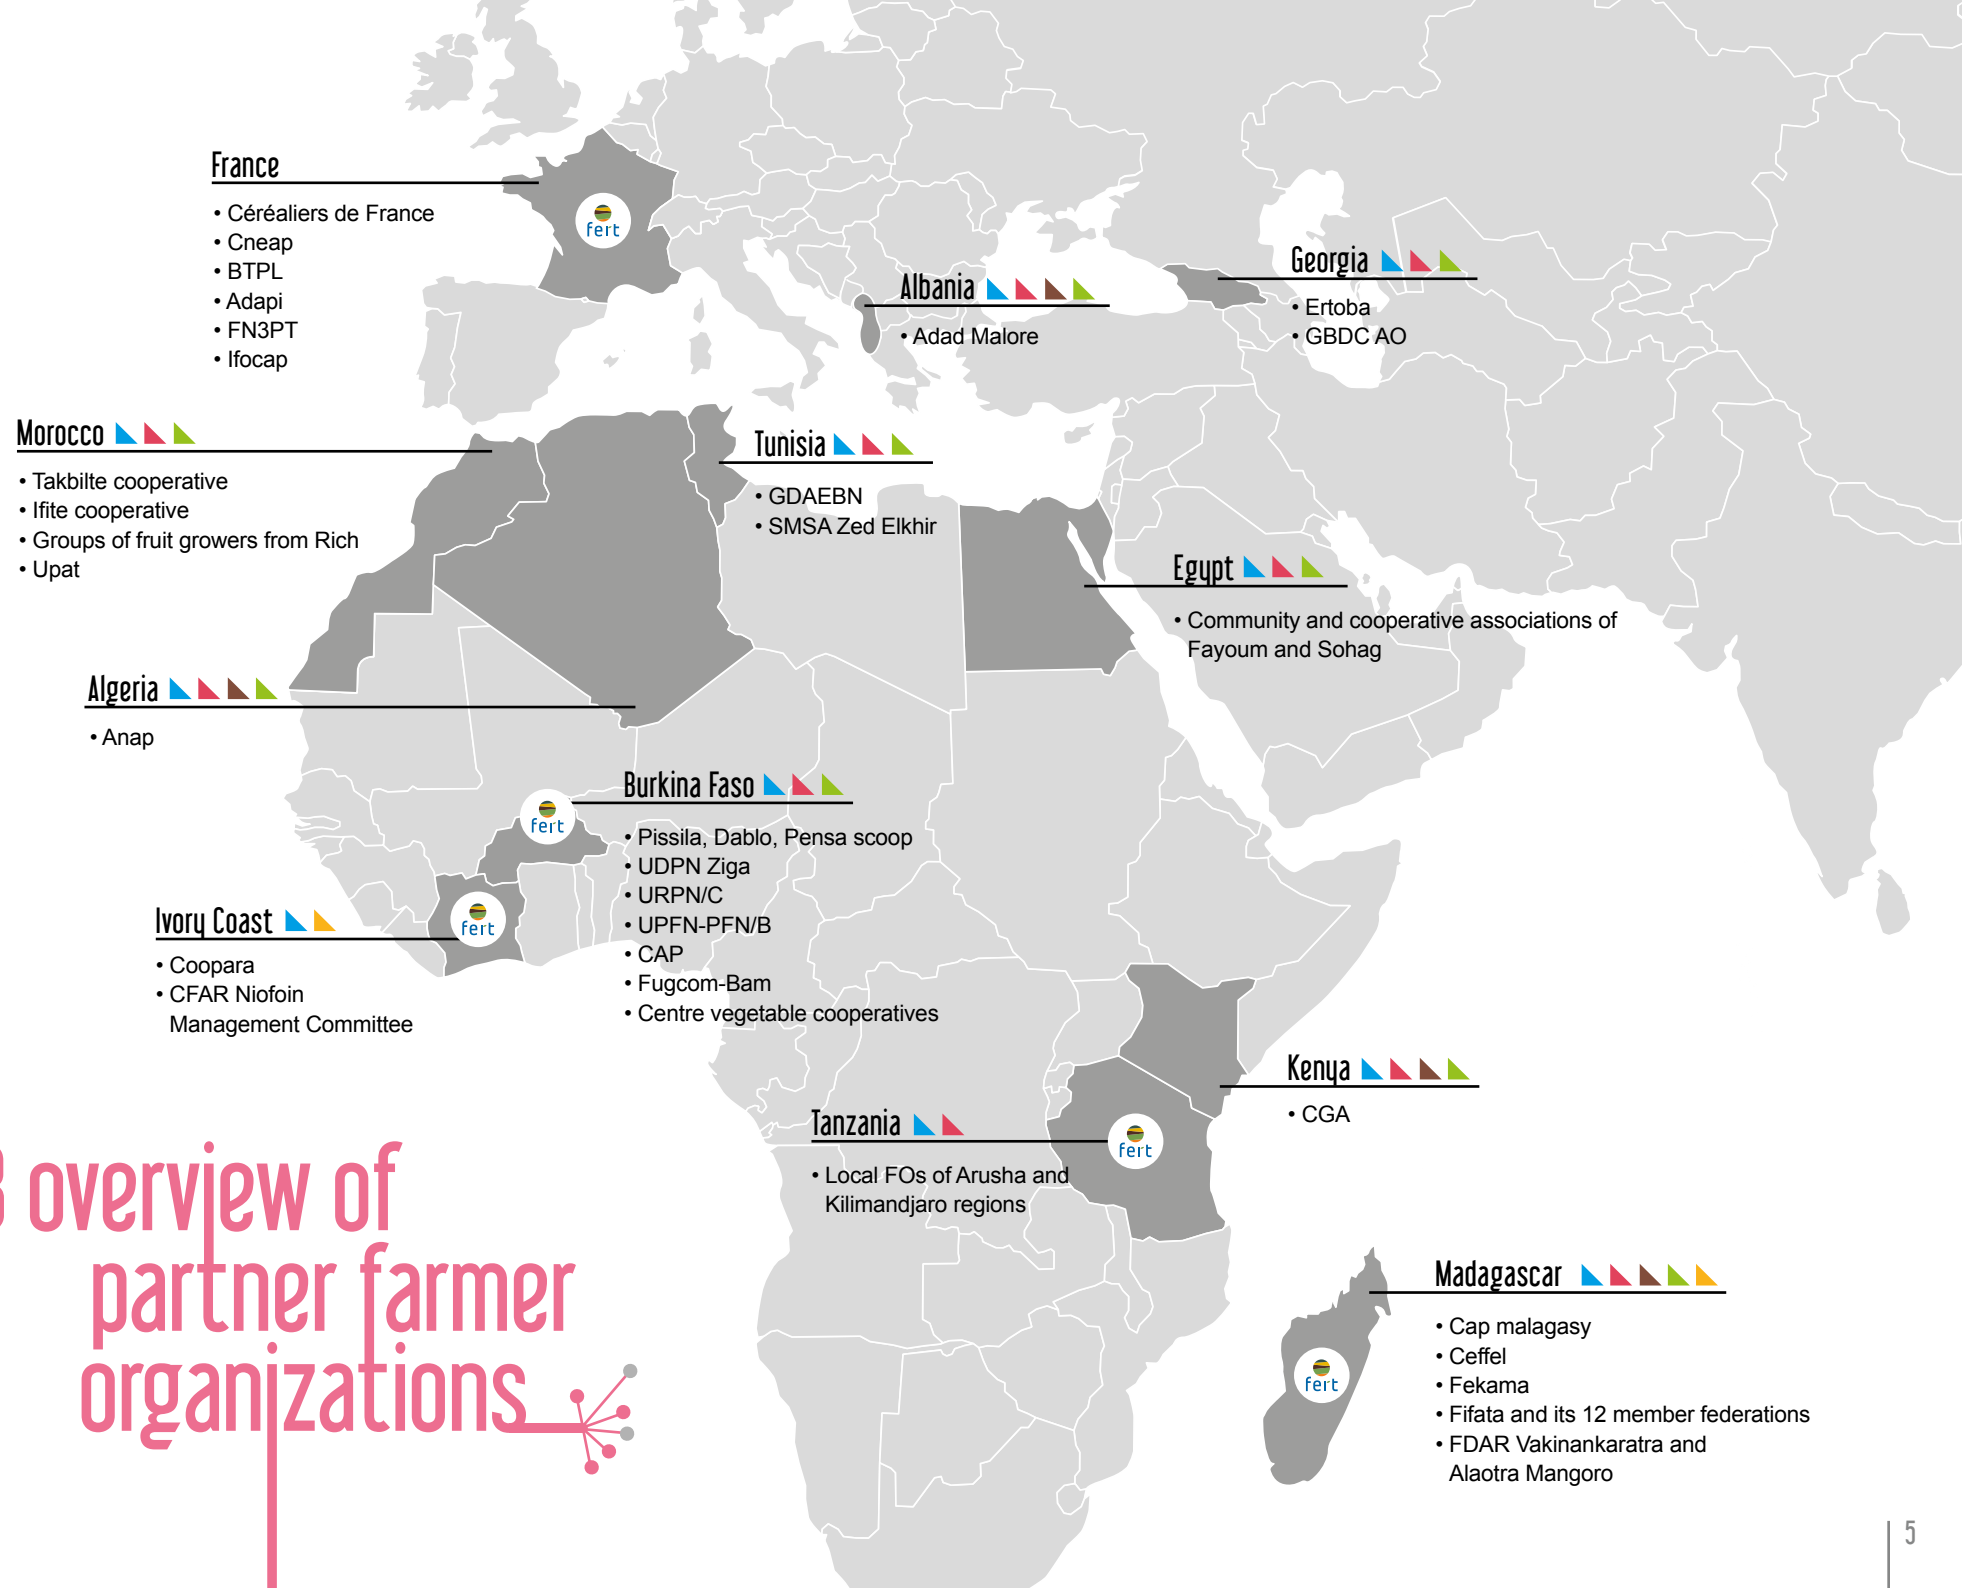 France
• Céréaliers de France
• Cneap
• BTPL
• Adapi
• FN3PT
• Ifocap
fert
Albania
• Adad Malore
Georgia
• Ertoba
• GBDC AO
Morocco
• Takbilte cooperative
• Ifite cooperative
• Groups of fruit growers from Rich
• Upat
Tunisia
• GDAEBN
• SMSA Zed Elkhir
Egypt
• Community and cooperative associations of
Fayoum and Sohag
Algeria
• Anap
Burkina Faso
fert
• Pissila, Dablo, Pensa scoop
• UDPN Ziga
• URPN/C
• UPFN-PFN/B
• CAP
• Fugcom-Bam
• Centre vegetable cooperatives
Ivory Coast
fert
• Coopara
• CFAR Niofoin
Management Committee
Kenya
• CGA
Tanzania
fert
• Local FOs of Arusha and
Kilimandjaro regions
overview of
partner farmer
organizations
Madagascar
fert
• Cap malagasy
• Ceffel
• Fekama
• Fifata and its 12 member federations
• FDAR Vakinankaratra and
Alaotra Mangoro
5